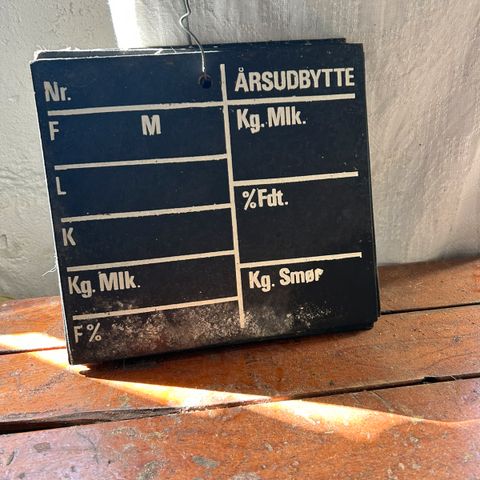 Nr.
F M
L
K
Kg. Mlk.
F%
ÅRSUDBYTTE
Kg. Mlk.
%Fdt.
Kg. Smør